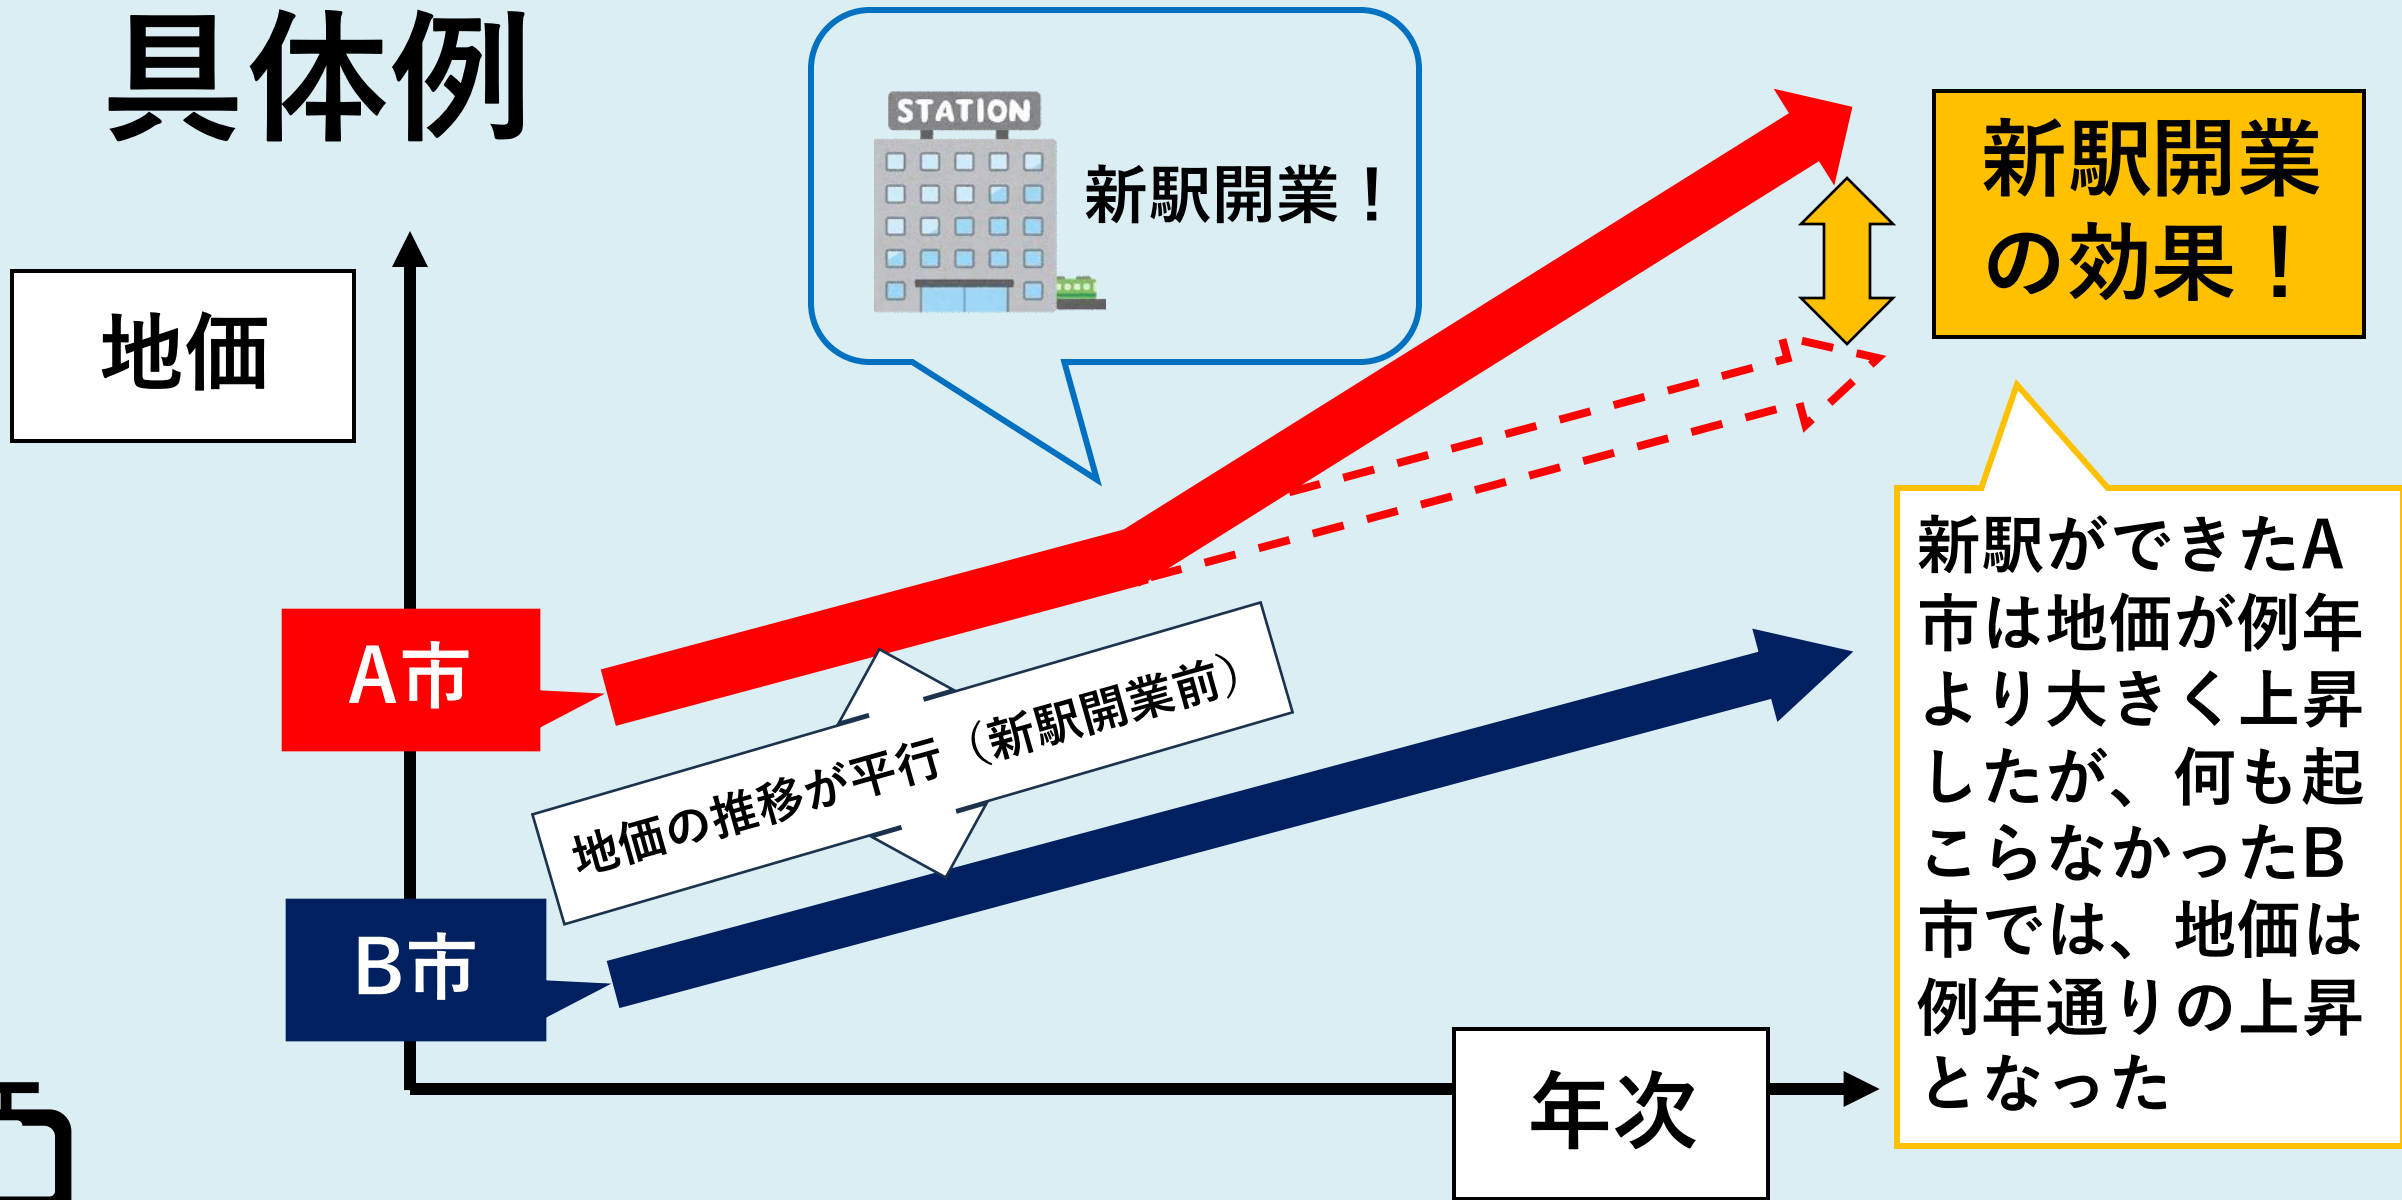 具体例
STATION
新駅開業！
新駅開業
の効果！
地価
A市
地価の推移が平行（新駅開業前）
B市
新駅ができたA
市は地価が例年
より大きく上昇
したが、何も起
こらなかったB
市では、地価は
例年通りの上昇
となった
年次